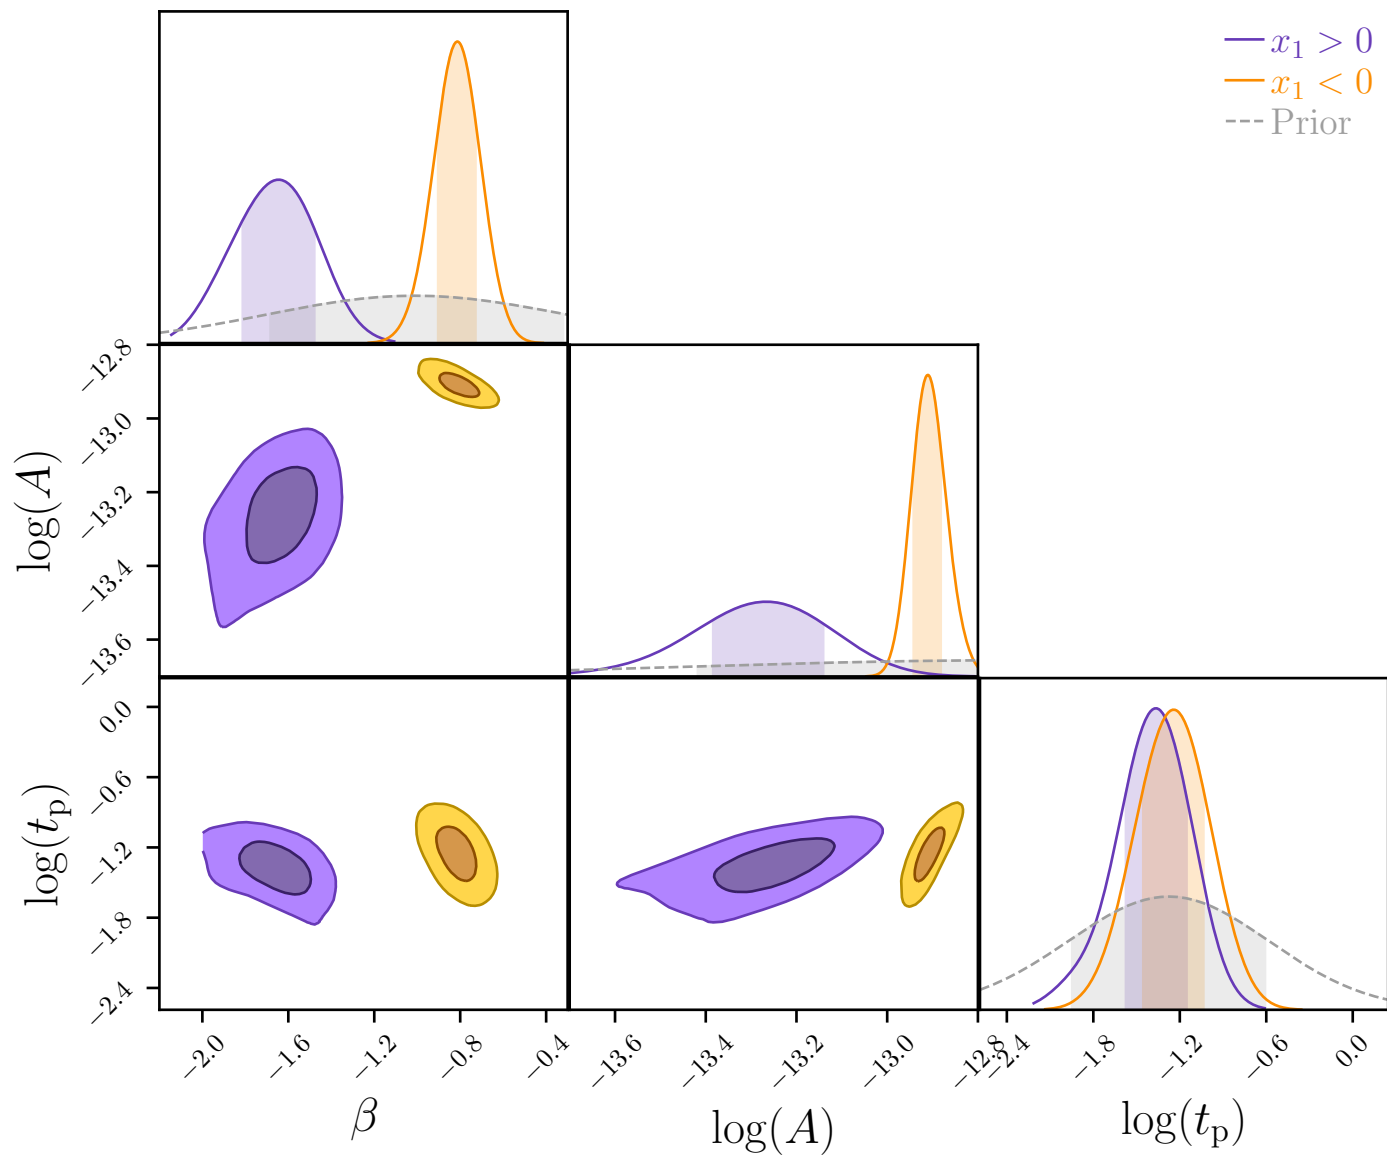 x₁ > 0
x₁ < 0
Prior
−12.8
−13.0
−13.2
−13.4
−13.6
log(A)
0.0
−0.6
−1.2
−1.8
−2.4
log(tₚ)
−2.0 −1.6 −1.2 −0.8 −0.4
β
−13.6 −13.4 −13.2 −13.0 −12.8
log(A)
−2.4 −1.8 −1.2 −0.6 0.0
log(tₚ)